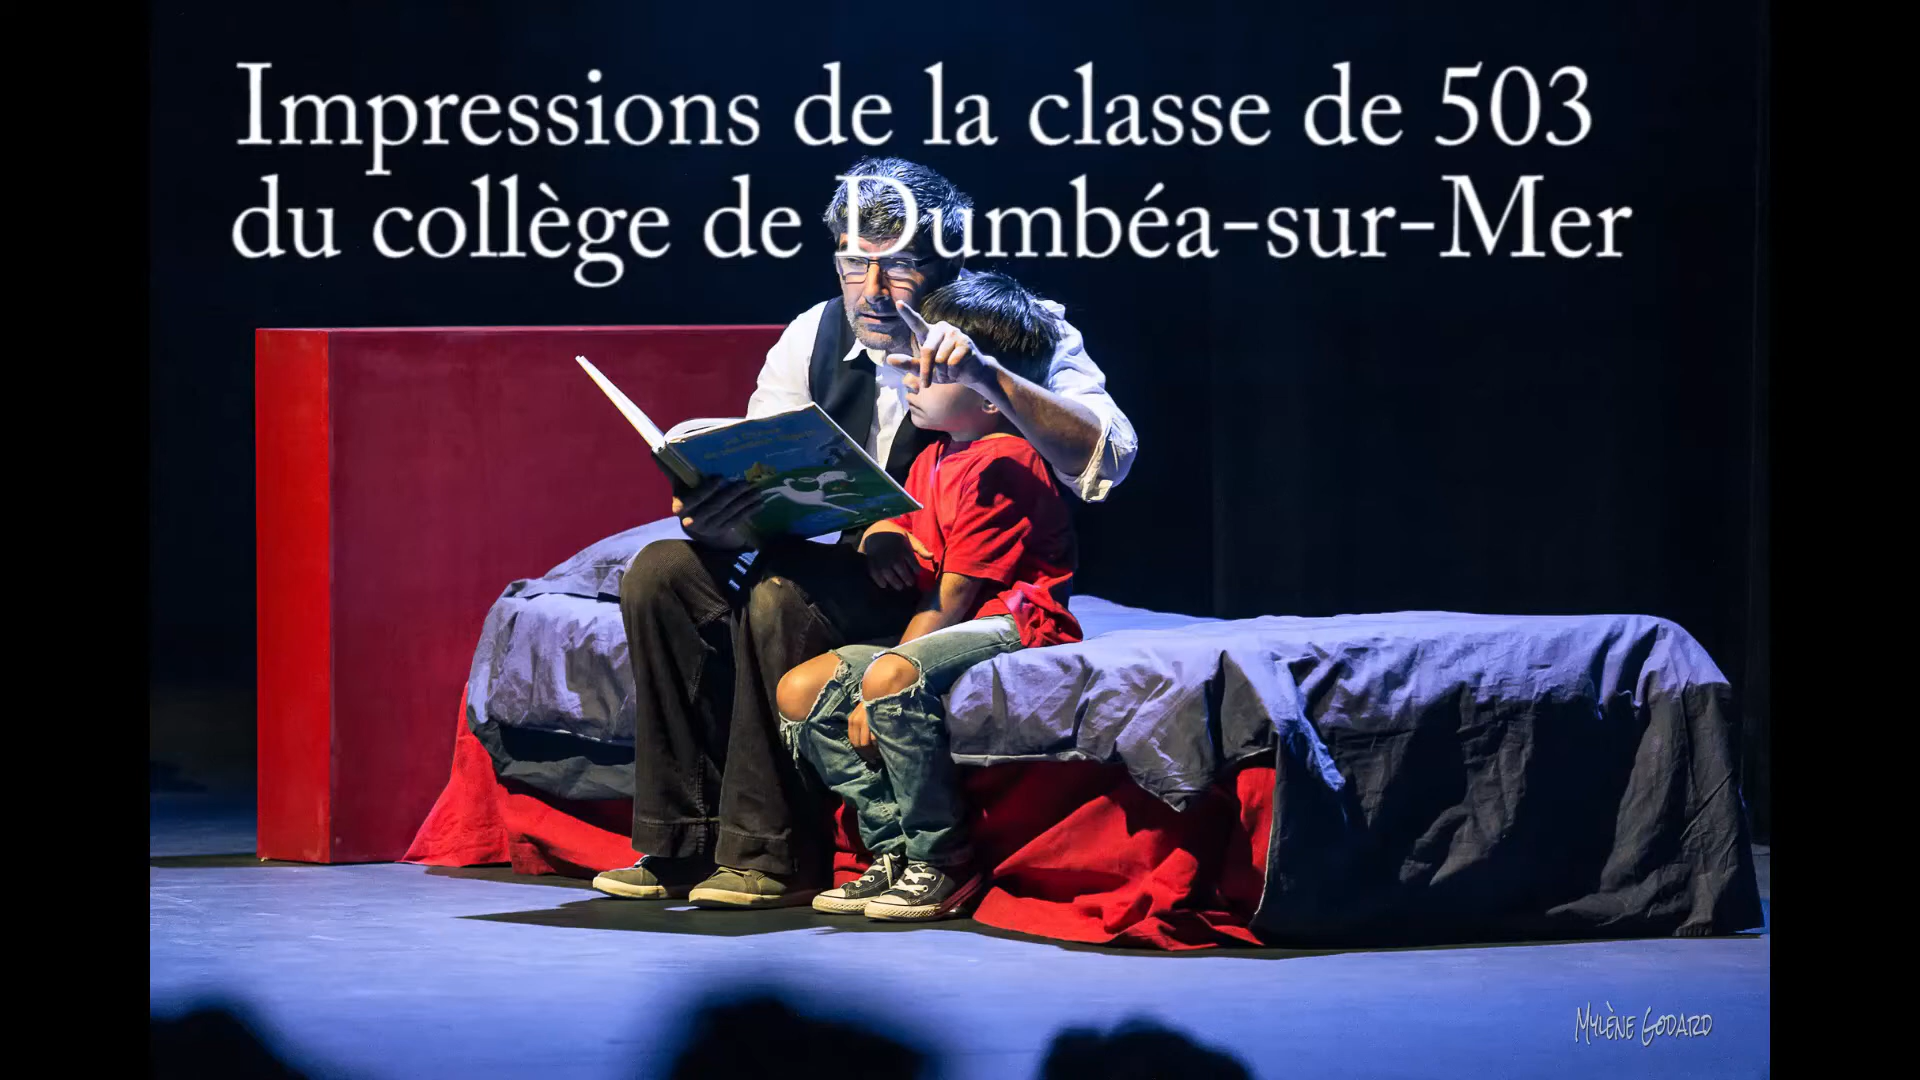 Impressions de la classe de 503
du collège de Dumbéa-sur-Mer
Mylène Godard